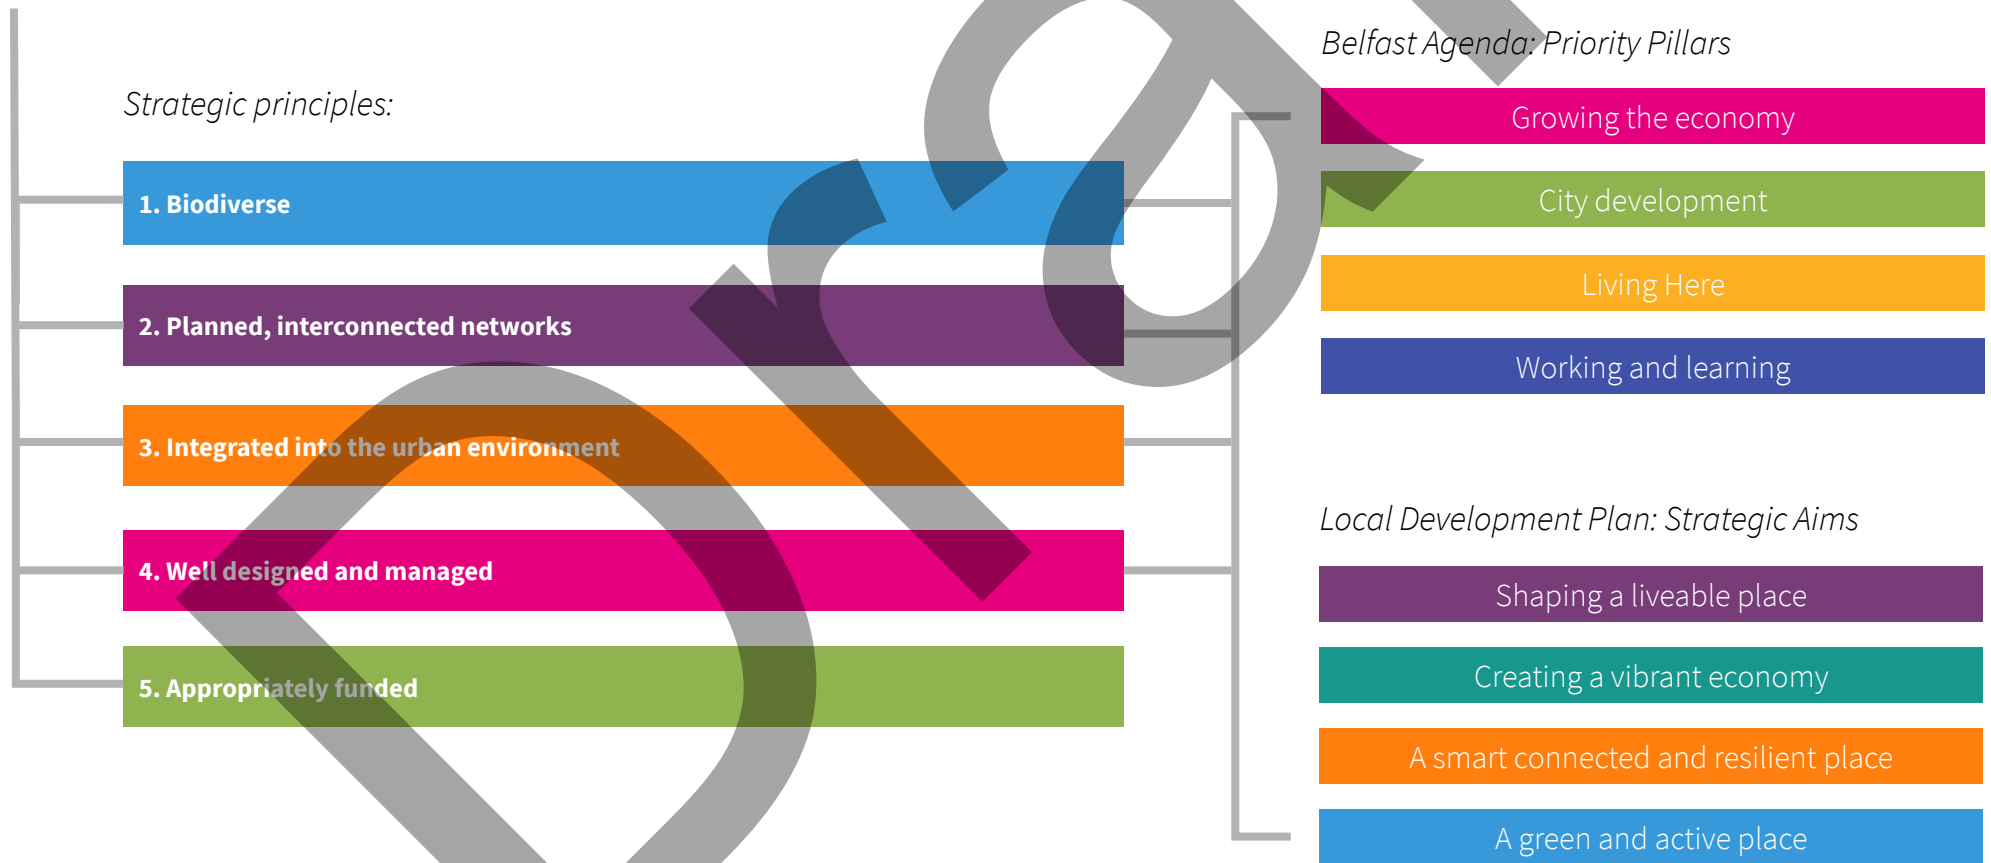 Strategic principles:
1. Biodiverse
2. Planned, interconnected networks
3. Integrated into the urban environment
4. Well designed and managed
5. Appropriately funded
Belfast Agenda: Priority Pillars
Growing the economy
City development
Living Here
Working and learning
Local Development Plan: Strategic Aims
Shaping a liveable place
Creating a vibrant economy
A smart connected and resilient place
A green and active place